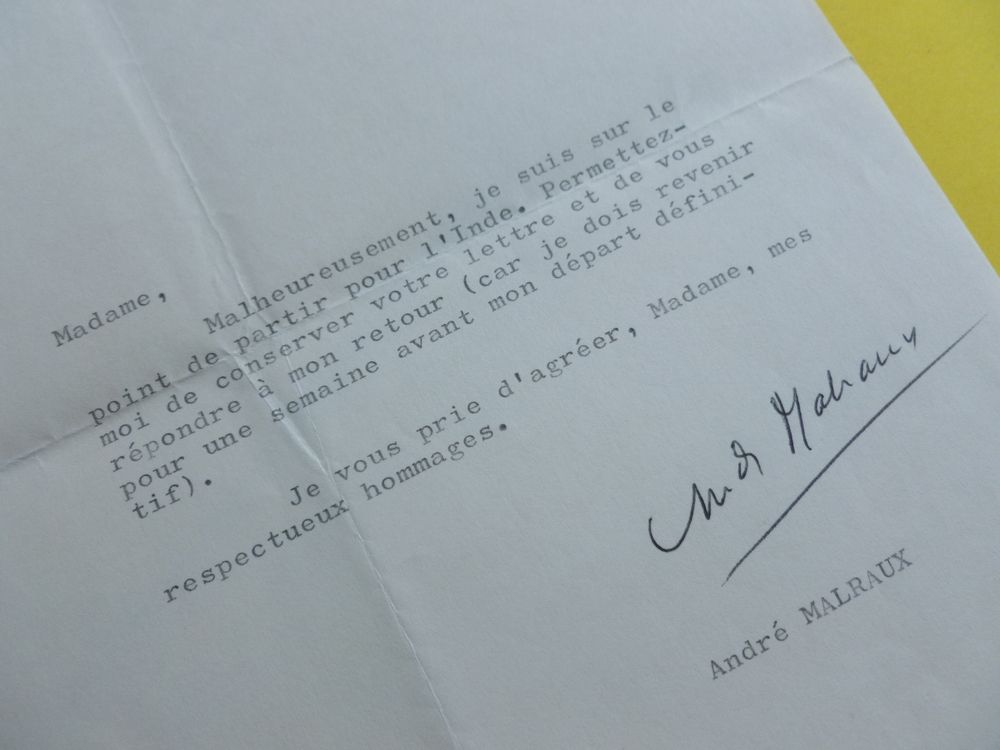 Madame,
Malheureusement, je suis sur le
point de partir pour l'Inde. Permettez-
moi de conserver votre lettre et de vous
répondre à mon retour (car je dois revenir
pour une semaine avant mon départ défini-
tif).
Je vous prie d'agréer, Madame, mes
respectueux hommages.
André Malraux
André MALRAUX